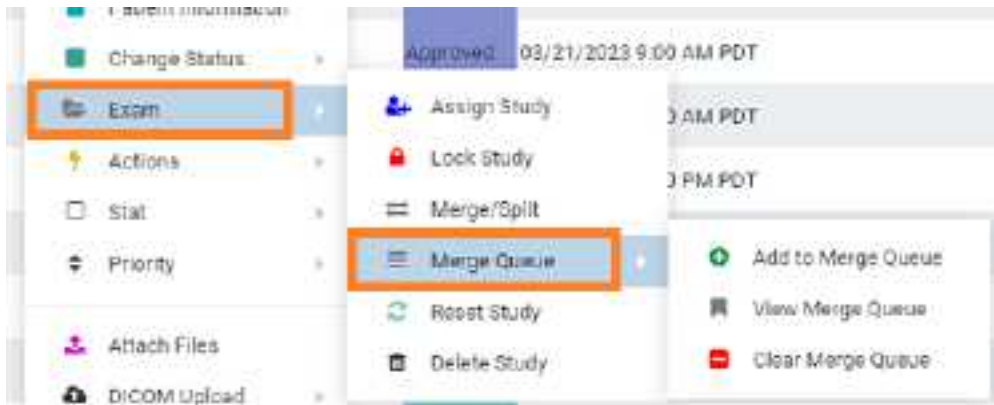 Patient Information
Change Status
Exam
Actions
Stat
Priority
Attach Files
DICOM Upload
Approved 03/21/2023 9:00 AM PDT
AM PDT
PM PDT
Assign Study
Lock Study
Merge/Split
Merge Queue
Reset Study
Delete Study
Add to Merge Queue
View Merge Queue
Clear Merge Queue